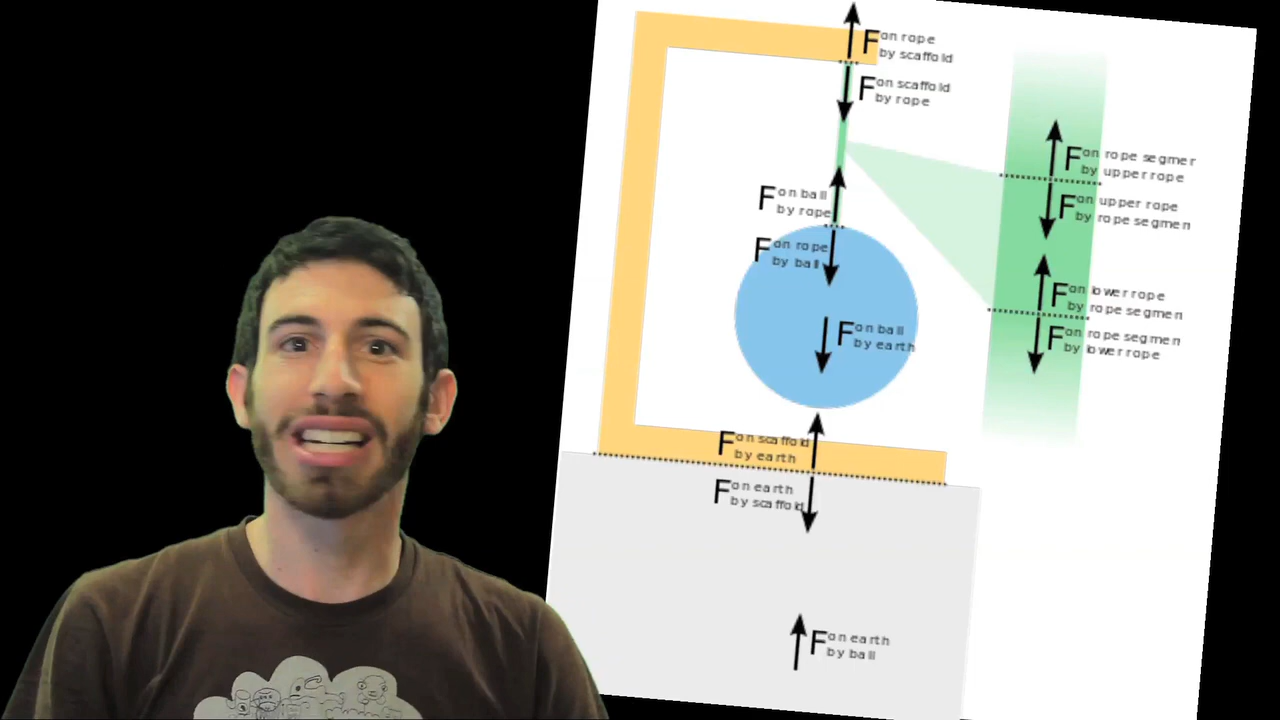 F on rope
by scaffold
F on scaffold
by rope
F on ball
by rope
F on rope
by ball
F on ball
by earth
F on scaffold
by earth
F on earth
by scaffold
F on earth
by ball
F on rope segmen
by upper rope
F on upper rope
by rope segmen
F on lower rope
by rope segmen
F on rope segmen
by lower rope